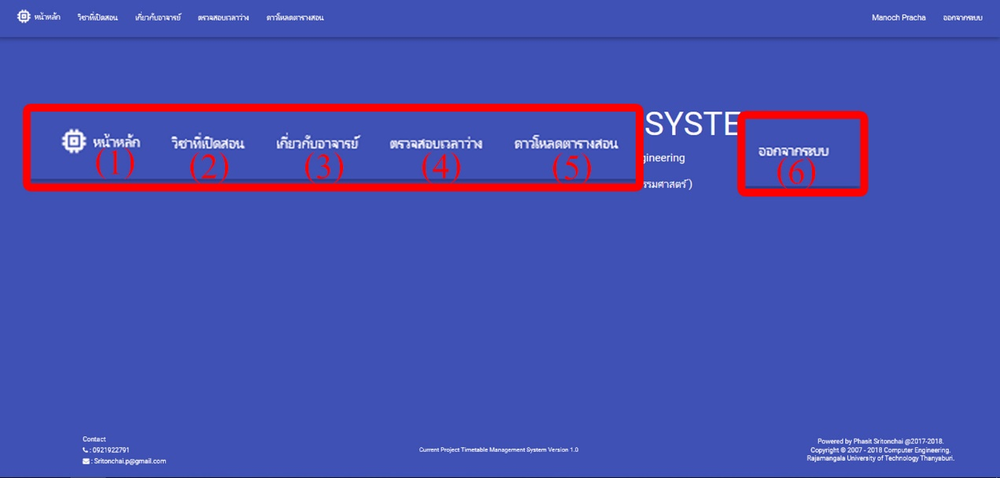 หน้าหลัก วิชาที่เปิดสอน เกี่ยวกับอาจารย์ ตรวจสอบเวลาว่าง ดาวโหลดตารางสอน Manoch Pracha ออกจากระบบ
SYSTE
หน้าหลัก วิชาที่เปิดสอน เกี่ยวกับอาจารย์ ตรวจสอบเวลาว่าง ดาวโหลดตารางสอน ออกจากระบบ
(1) (2) (3) (4) (5) (6)
gineering
รรมศาสตร์)
Contact
: 0921922791
: Sritonchai.p@gmail.com
Current Project Timetable Management System Version 1.0
Powered by Phasit Sritonchai @2017-2018.
Copyright © 2007 - 2018 Computer Engineering.
Rajamangala University of Technology Thanyaburi.